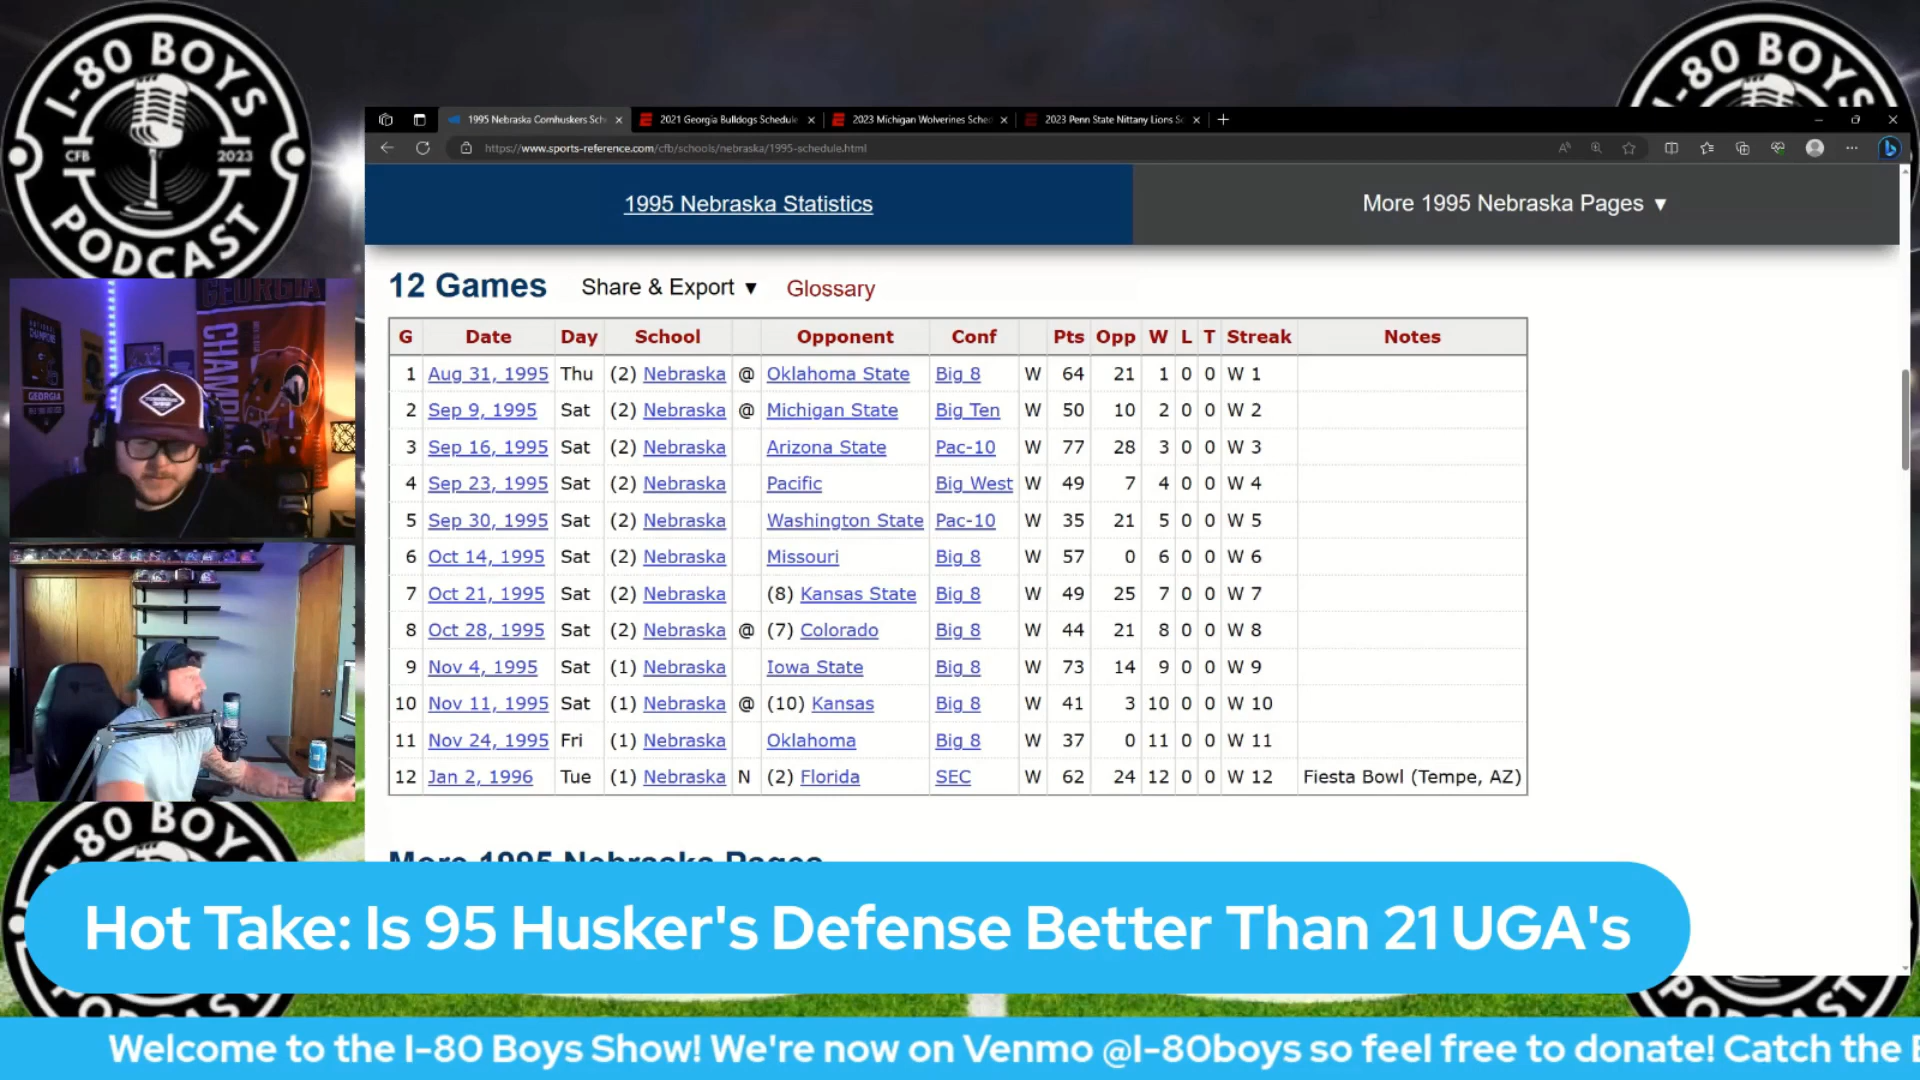 I-80 BOYS
CFB 2023
PODCAST
I-80 BOYS
1995 Nebraska Cornhuskers Sch
2021 Georgia Bulldogs Schedule
2023 Michigan Wolverines Sched
2023 Penn State Nittany Lions Sc
https://www.sports-reference.com/cfb/schools/nebraska/1995-schedule.html
1995 Nebraska Statistics
More 1995 Nebraska Pages ▼
12 Games Share & Export ▼ Glossary
G Date Day School Opponent Conf Pts Opp W L T Streak Notes
1 Aug 31, 1995 Thu (2) Nebraska @ Oklahoma State Big 8 W 64 21 1 0 0 W 1
2 Sep 9, 1995 Sat (2) Nebraska @ Michigan State Big Ten W 50 10 2 0 0 W 2
3 Sep 16, 1995 Sat (2) Nebraska Arizona State Pac-10 W 77 28 3 0 0 W 3
4 Sep 23, 1995 Sat (2) Nebraska Pacific Big West W 49 7 4 0 0 W 4
5 Sep 30, 1995 Sat (2) Nebraska Washington State Pac-10 W 35 21 5 0 0 W 5
6 Oct 14, 1995 Sat (2) Nebraska Missouri Big 8 W 57 0 6 0 0 W 6
7 Oct 21, 1995 Sat (2) Nebraska (8) Kansas State Big 8 W 49 25 7 0 0 W 7
8 Oct 28, 1995 Sat (2) Nebraska @ (7) Colorado Big 8 W 44 21 8 0 0 W 8
9 Nov 4, 1995 Sat (1) Nebraska Iowa State Big 8 W 73 14 9 0 0 W 9
10 Nov 11, 1995 Sat (1) Nebraska @ (10) Kansas Big 8 W 41 3 10 0 0 W 10
11 Nov 24, 1995 Fri (1) Nebraska Oklahoma Big 8 W 37 0 11 0 0 W 11
12 Jan 2, 1996 Tue (1) Nebraska N (2) Florida SEC W 62 24 12 0 0 W 12 Fiesta Bowl (Tempe, AZ)
More 1995 Nebraska Pages
GEORGIA
CHAMPI
GEORGIA
I-80 BOYS
PODCAST
Hot Take: Is 95 Husker's Defense Better Than 21 UGA's
Welcome to the I-80 Boys Show! We're now on Venmo @I-80boys so feel free to donate! Catch the